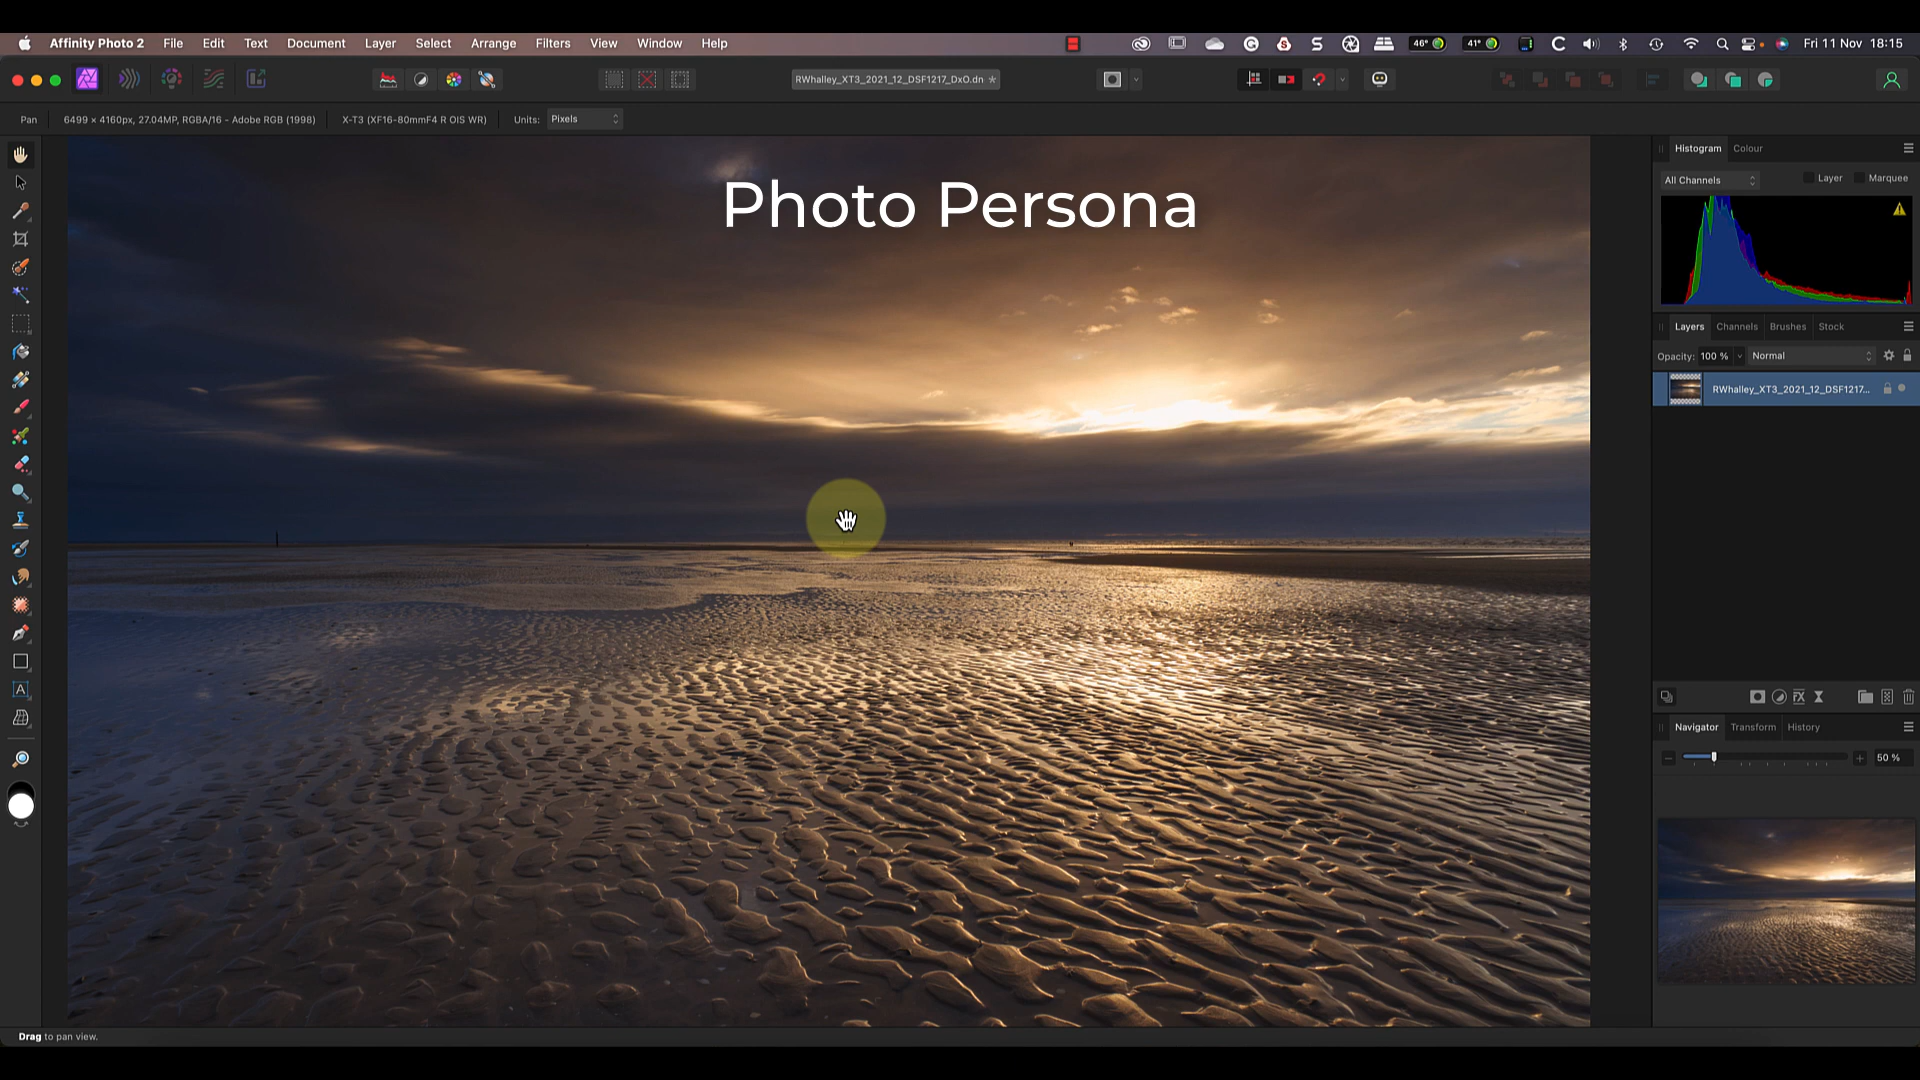 Affinity Photo 2 File Edit Text Document Layer Select Arrange Filters View Window Help
46° 41° Fri 11 Nov 18:15
RWhalley_XT3_2021_12_DSF1217_DxO.dn
Pan 6499 × 4160px, 27.04MP, RGBA/16 - Adobe RGB (1998) X-T3 (XF16-80mmF4 R OIS WR) Units: Pixels
Photo Persona
Histogram Colour
All Channels Layer Marquee
Layers Channels Brushes Stock
Opacity: 100 % Normal
RWhalley_XT3_2021_12_DSF1217...
Navigator Transform History
50 %
Drag to pan view.